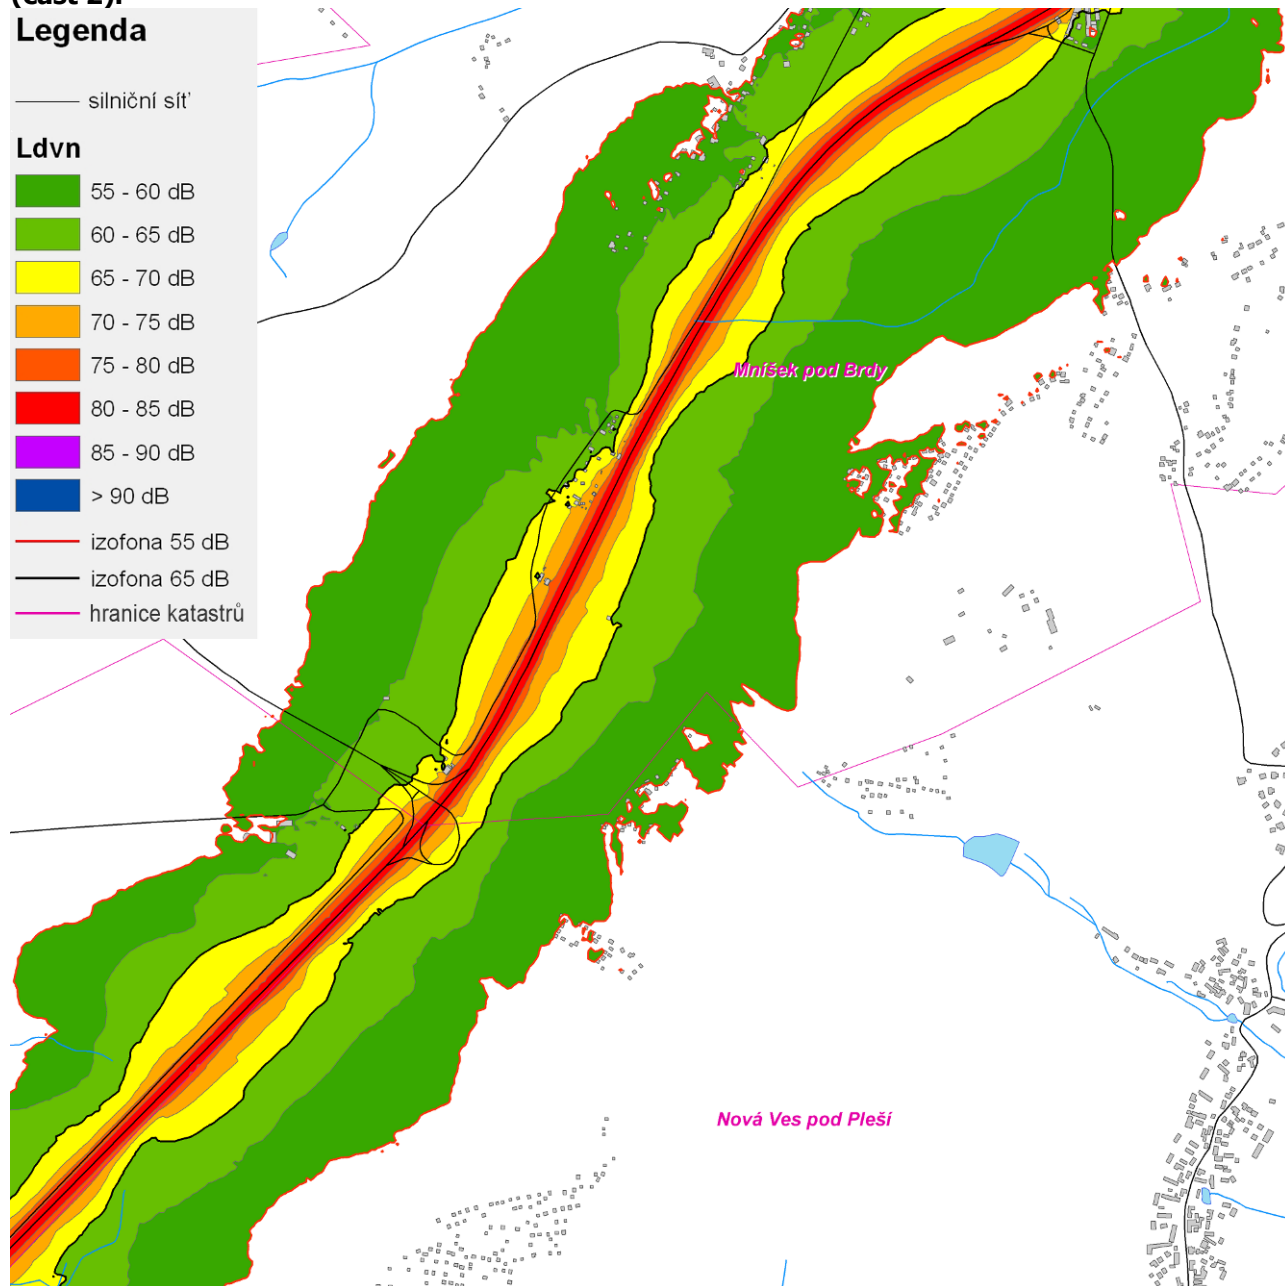 (část 2).
Legenda
silniční síť
Ldvn
55 - 60 dB
60 - 65 dB
65 - 70 dB
70 - 75 dB
75 - 80 dB
80 - 85 dB
85 - 90 dB
> 90 dB
izofona 55 dB
izofona 65 dB
hranice katastrů
Mníšek pod Brdy
Nová Ves pod Pleší